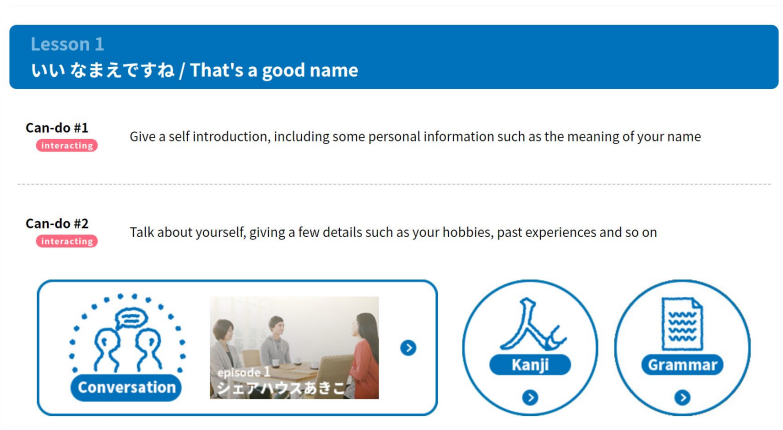 Lesson 1
いい なまえですね / That's a good name
Can-do #1
interacting
Give a self introduction, including some personal information such as the meaning of your name
Can-do #2
interacting
Talk about yourself, giving a few details such as your hobbies, past experiences and so on
Conversation
episode 1
シェアハウスあきこ
Kanji
Grammar